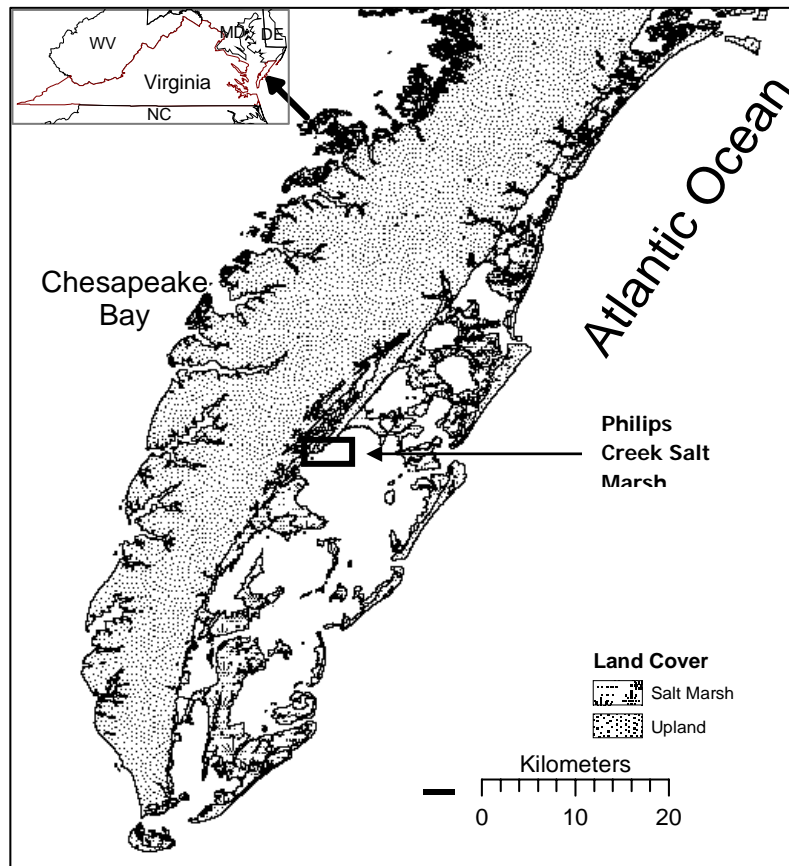 WV
MD
DE
Virginia
NC
Atlantic Ocean
Chesapeake
Bay
Philips
Creek Salt
Marsh
Land Cover
Salt Marsh
Upland
Kilometers
0 10 20